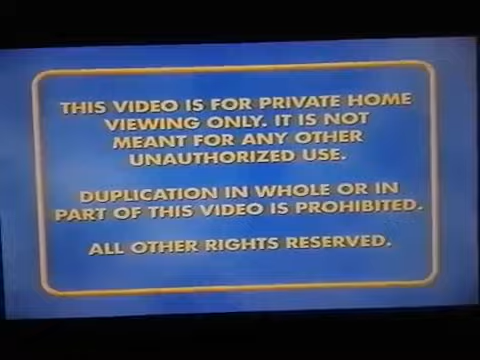 THIS VIDEO IS FOR PRIVATE HOME
VIEWING ONLY. IT IS NOT
MEANT FOR ANY OTHER
UNAUTHORIZED USE.
DUPLICATION IN WHOLE OR IN
PART OF THIS VIDEO IS PROHIBITED.
ALL OTHER RIGHTS RESERVED.